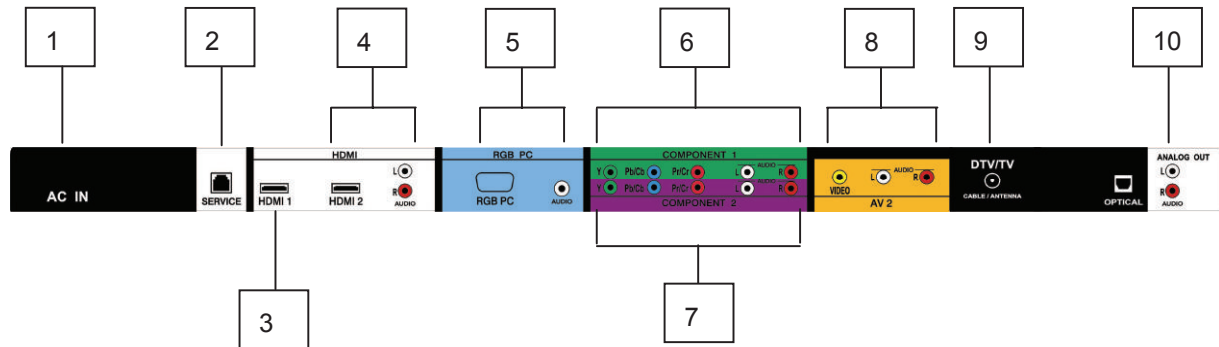 1 2 4 5 6 8 9 10
AC IN
SERVICE
HDMI
HDMI 1
HDMI 2
L
R
AUDIO
RGB PC
RGB PC
AUDIO
COMPONENT 1
Y Pb/Cb Pr/Cr L AUDIO R
Y Pb/Cb Pr/Cr L AUDIO R
COMPONENT 2
VIDEO
L AUDIO R
AV 2
DTV/TV
CABLE / ANTENNA
OPTICAL
ANALOG OUT
L
R
AUDIO
3 7